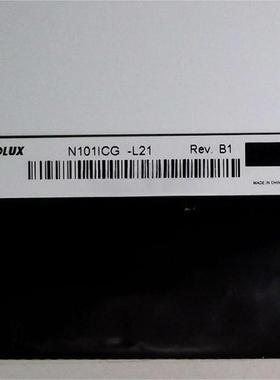 OLUX N101ICG -L21 Rev. B1
MADE IN CHINA